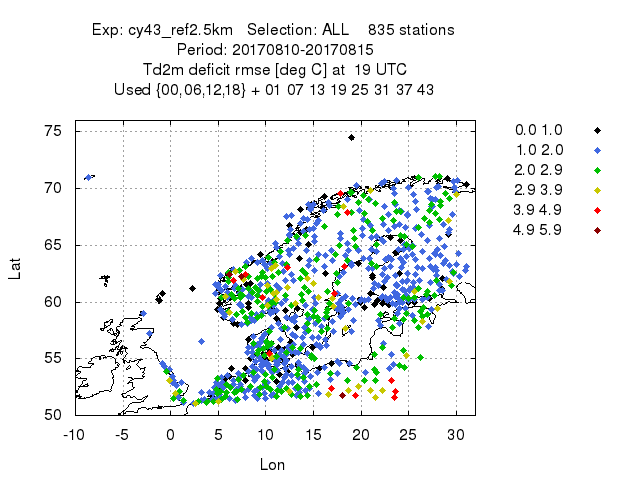 Exp: cy43_ref2.5km Selection: ALL 835 stations
Period: 20170810-20170815
Td2m deficit rmse [deg C] at 19 UTC
Used {00,06,12,18} + 01 07 13 19 25 31 37 43
0.0 1.0
1.0 2.0
2.0 2.9
2.9 3.9
3.9 4.9
4.9 5.9
75
70
65
60
55
50
Lat
-10 -5 0 5 10 15 20 25 30
Lon